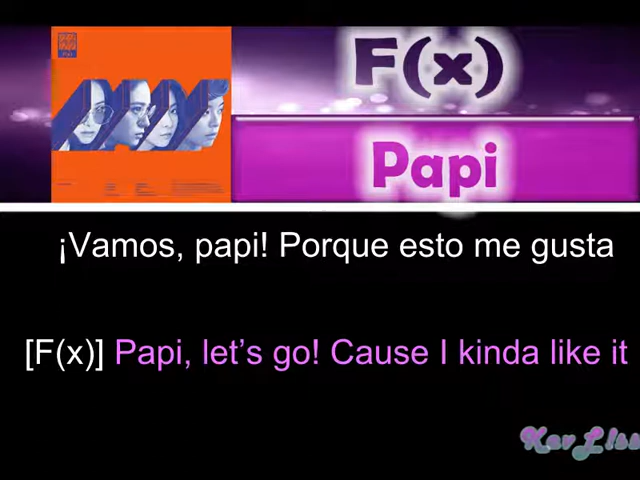 F(x)
Papi
¡Vamos, papi! Porque esto me gusta
[F(x)] Papi, let’s go! Cause I kinda like it